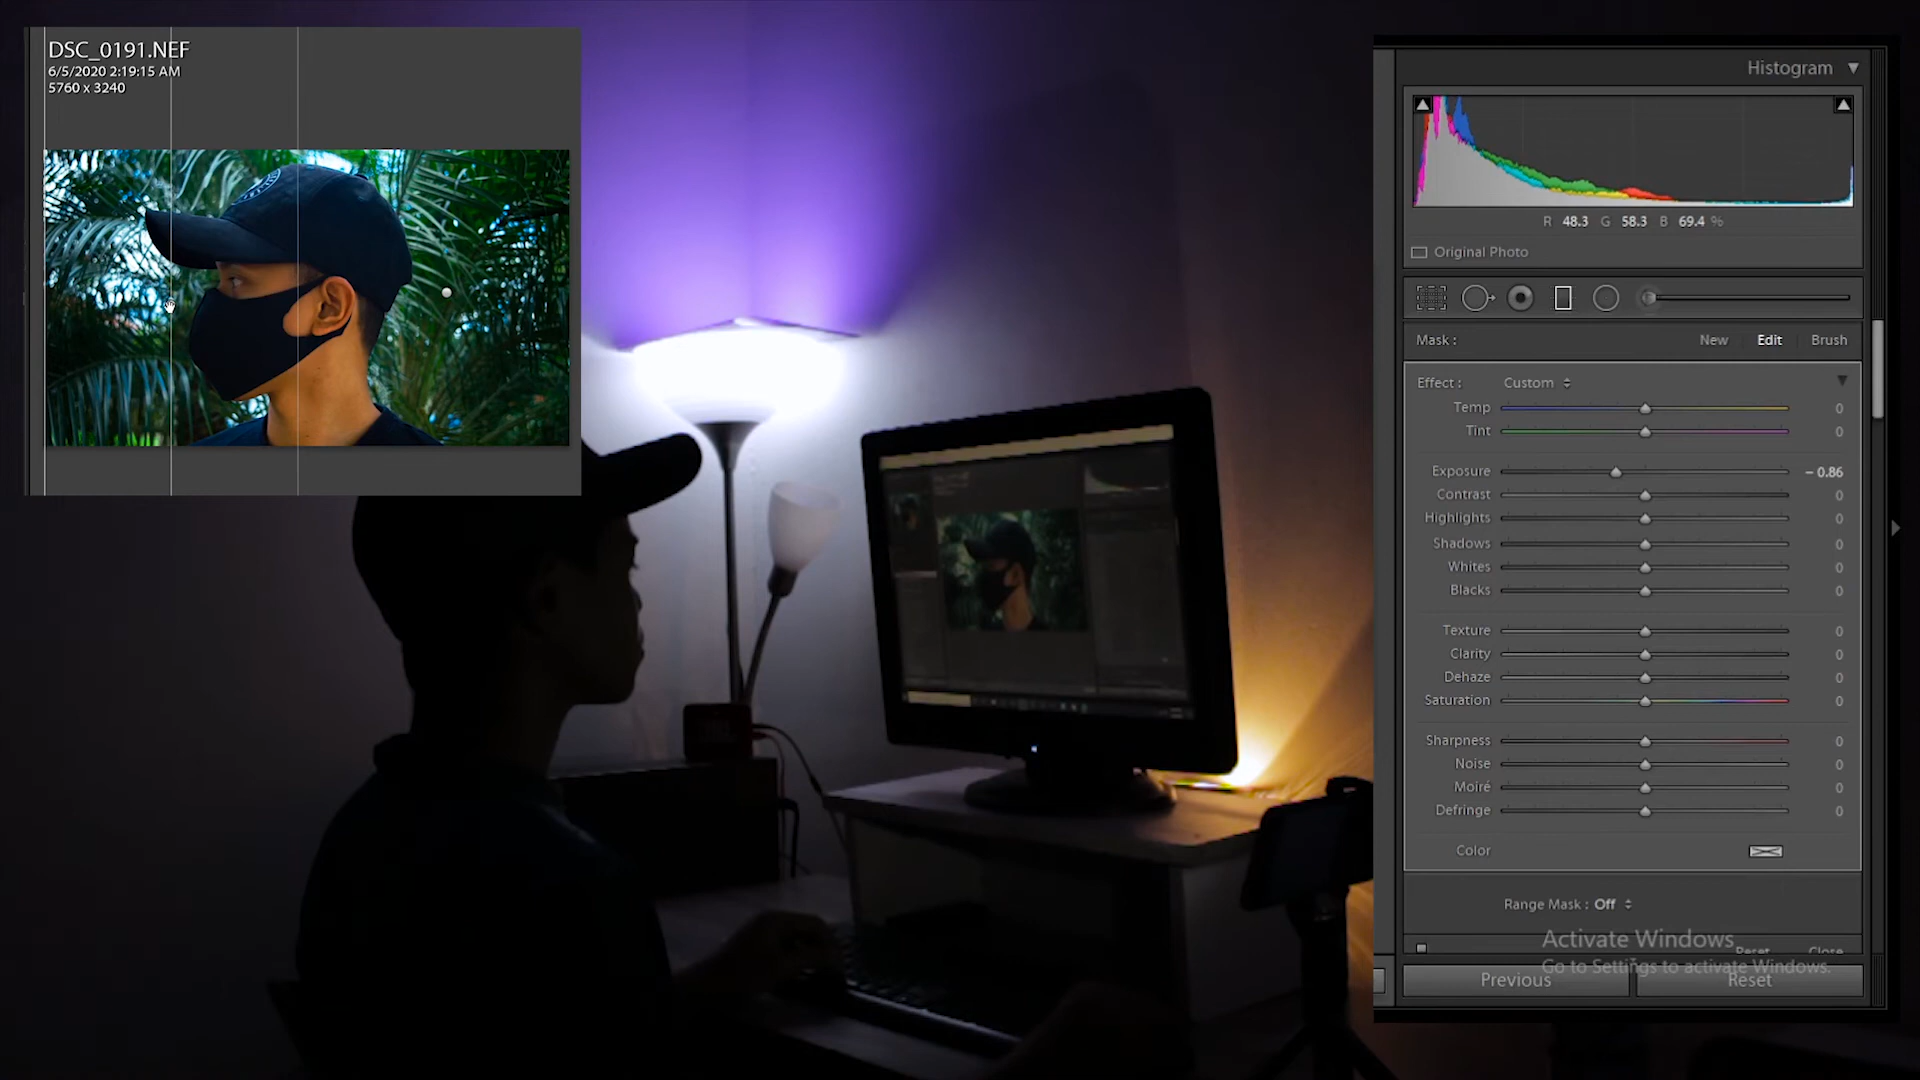 DSC_0191.NEF
6/5/2020 2:19:15 AM
5760 x 3240
Histogram
R 48.3 G 58.3 B 69.4 %
Original Photo
Mask : New Edit Brush
Effect : Custom
Temp 0
Tint 0
Exposure – 0.86
Contrast 0
Highlights 0
Shadows 0
Whites 0
Blacks 0
Texture 0
Clarity 0
Dehaze 0
Saturation 0
Sharpness 0
Noise 0
Moiré 0
Defringe 0
Color
Range Mask : Off
Activate Windows
Reset Close
Go to Settings to activate Windows.
Previous Reset